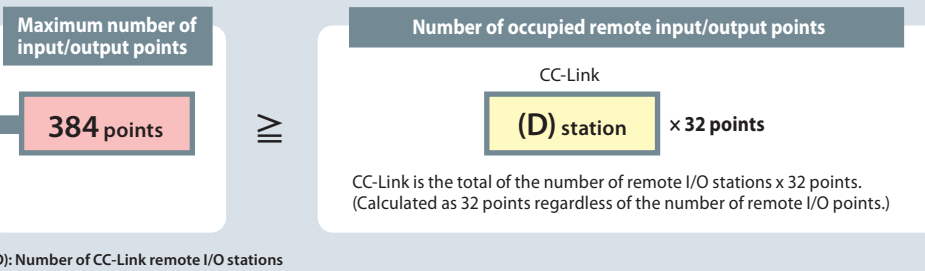 Maximum number of
input/output points
Number of occupied remote input/output points
CC-Link
384 points
≧
(D) station
× 32 points
CC-Link is the total of the number of remote I/O stations x 32 points.
(Calculated as 32 points regardless of the number of remote I/O points.)
D): Number of CC-Link remote I/O stations